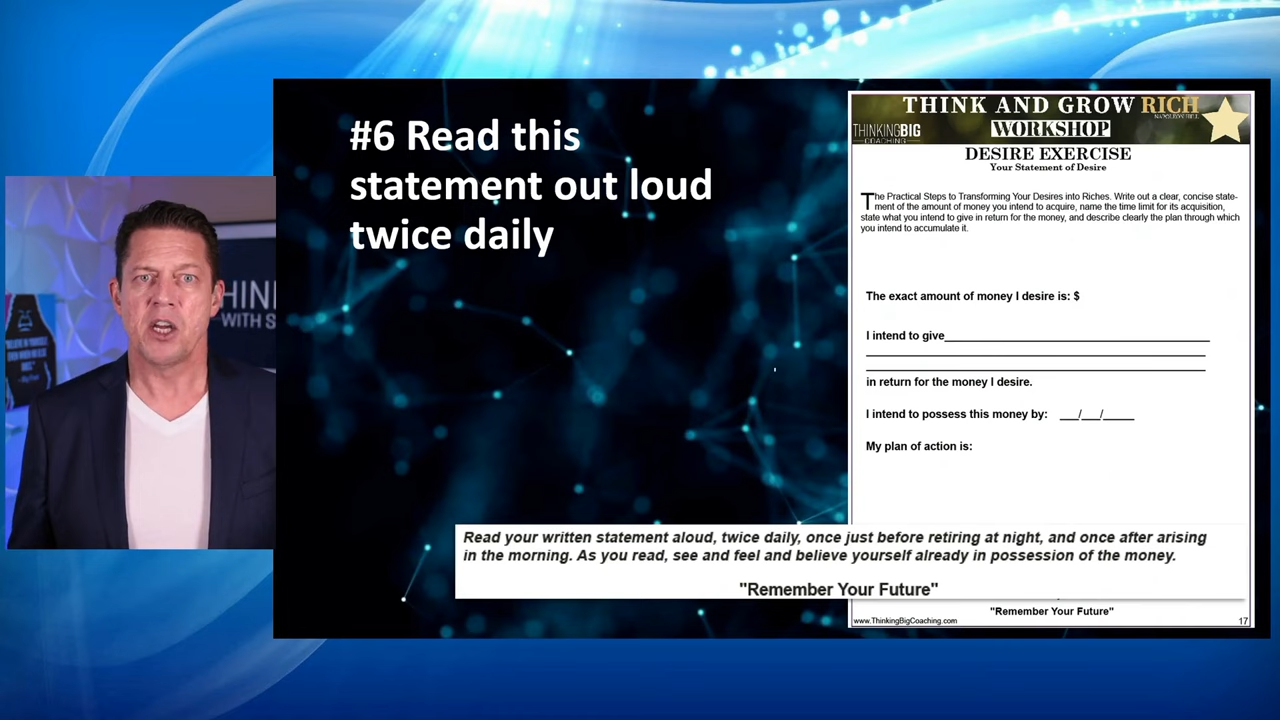 #6 Read this
statement out loud
twice daily
THINK AND GROW RICH
NAPOLEON HILL
THINKINGBIG
COACHING
WORKSHOP
DESIRE EXERCISE
Your Statement of Desire
The Practical Steps to Transforming Your Desires into Riches. Write out a clear, concise state-
ment of the amount of money you intend to acquire, name the time limit for its acquisition,
state what you intend to give in return for the money, and describe clearly the plan through which
you intend to accumulate it.
The exact amount of money I desire is: $
I intend to give
in return for the money I desire.
I intend to possess this money by: ___/___/_____
My plan of action is:
Read your written statement aloud, twice daily, once just before retiring at night, and once after arising
in the morning. As you read, see and feel and believe yourself already in possession of the money.
"Remember Your Future"
"Remember Your Future"
www.ThinkingBigCoaching.com
17
WITH S